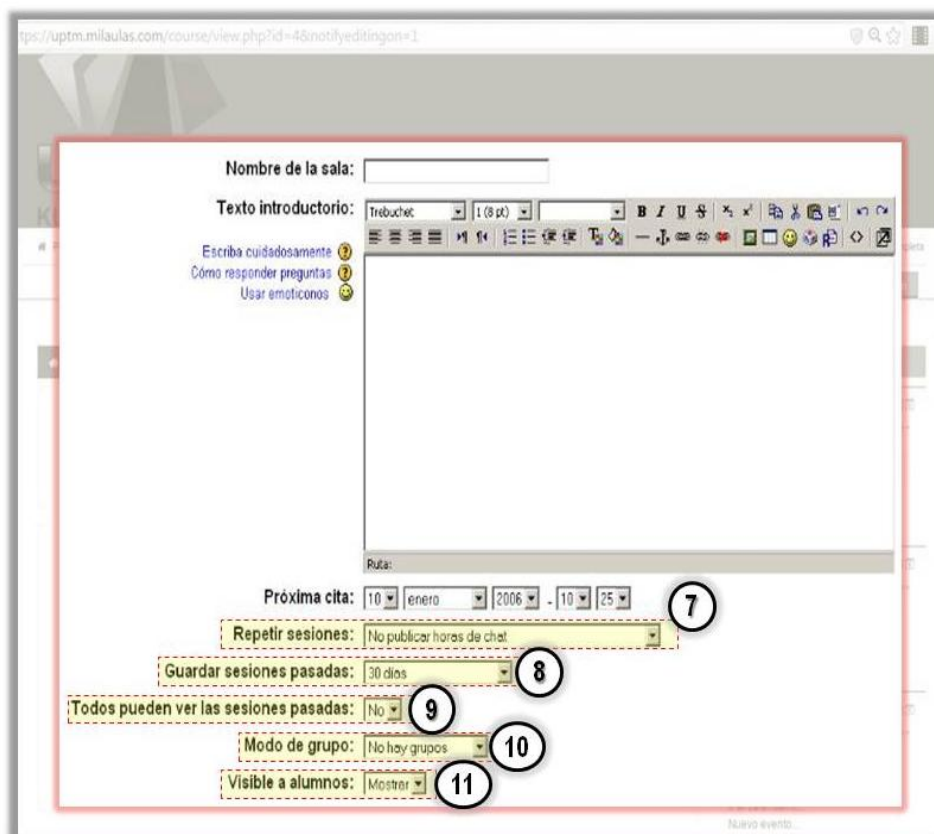 tps://uptm.milaulas.com/course/view.php?id=4&notifyeditingon=1
Nombre de la sala:
Texto introductorio: Trebuchet 1 (8 pt) B I U S x₂ x²
Escriba cuidadosamente
Cómo responder preguntas
Usar emoticonos
Ruta:
Próxima cita: 10 enero 2006 - 10 25
7
Repetir sesiones: No publicar horas de chat
Guardar sesiones pasadas: 30 días 8
Todos pueden ver las sesiones pasadas: No 9
Modo de grupo: No hay grupos 10
Visible a alumnos: Mostrar 11
Nuevo evento...